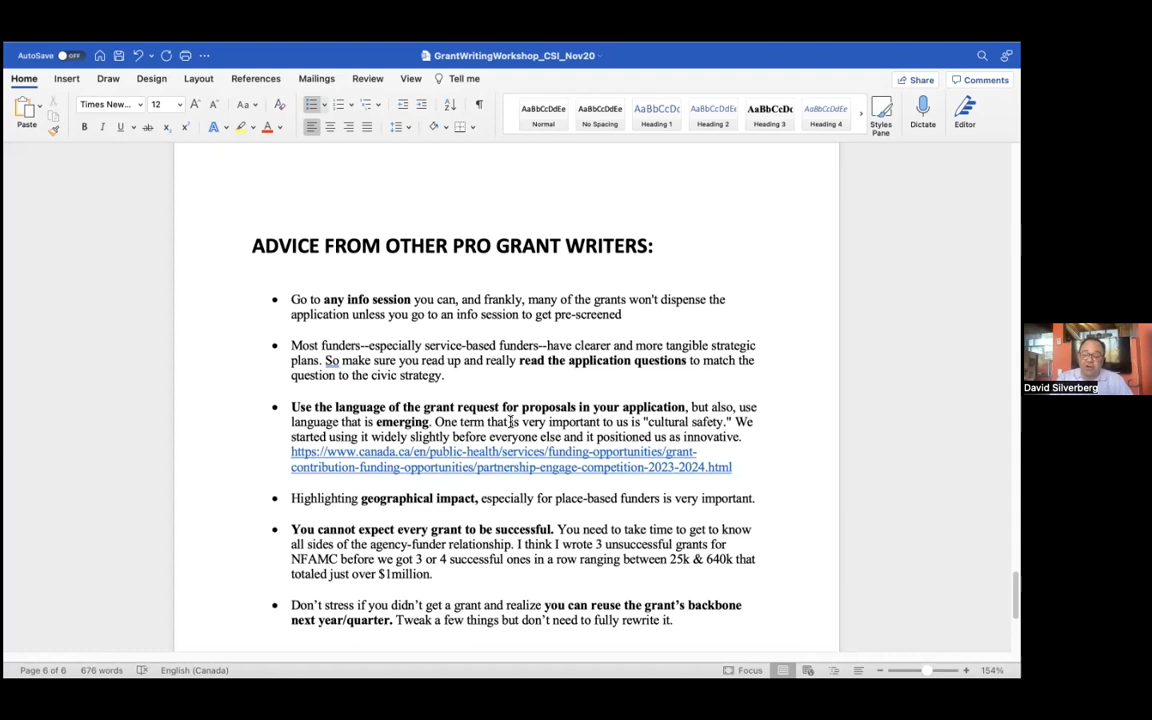 AutoSave OFF
GrantWritingWorkshop_CSI_Nov20
Home Insert Draw Design Layout References Mailings Review View Tell me
Share Comments
Paste
Times New... 12
AaBbCcDdEe AaBbCcDdEe AaBbCcDc AaBbCcDdE AaBbCcDc AaBbCcDdEe
Normal No Spacing Heading 1 Heading 2 Heading 3 Heading 4
Styles Pane
Dictate
Editor
ADVICE FROM OTHER PRO GRANT WRITERS:
• Go to any info session you can, and frankly, many of the grants won't dispense the
application unless you go to an info session to get pre-screened
• Most funders--especially service-based funders--have clearer and more tangible strategic
plans. So make sure you read up and really read the application questions to match the
question to the civic strategy.
• Use the language of the grant request for proposals in your application, but also, use
language that is emerging. One term that is very important to us is "cultural safety." We
started using it widely slightly before everyone else and it positioned us as innovative.
https://www.canada.ca/en/public-health/services/funding-opportunities/grant-
contribution-funding-opportunities/partnership-engage-competition-2023-2024.html
• Highlighting geographical impact, especially for place-based funders is very important.
• You cannot expect every grant to be successful. You need to take time to get to know
all sides of the agency-funder relationship. I think I wrote 3 unsuccessful grants for
NFAMC before we got 3 or 4 successful ones in a row ranging between 25k & 640k that
totaled just over $1million.
• Don't stress if you didn't get a grant and realize you can reuse the grant's backbone
next year/quarter. Tweak a few things but don't need to fully rewrite it.
David Silverberg
Page 6 of 6 676 words English (Canada) Focus 154%